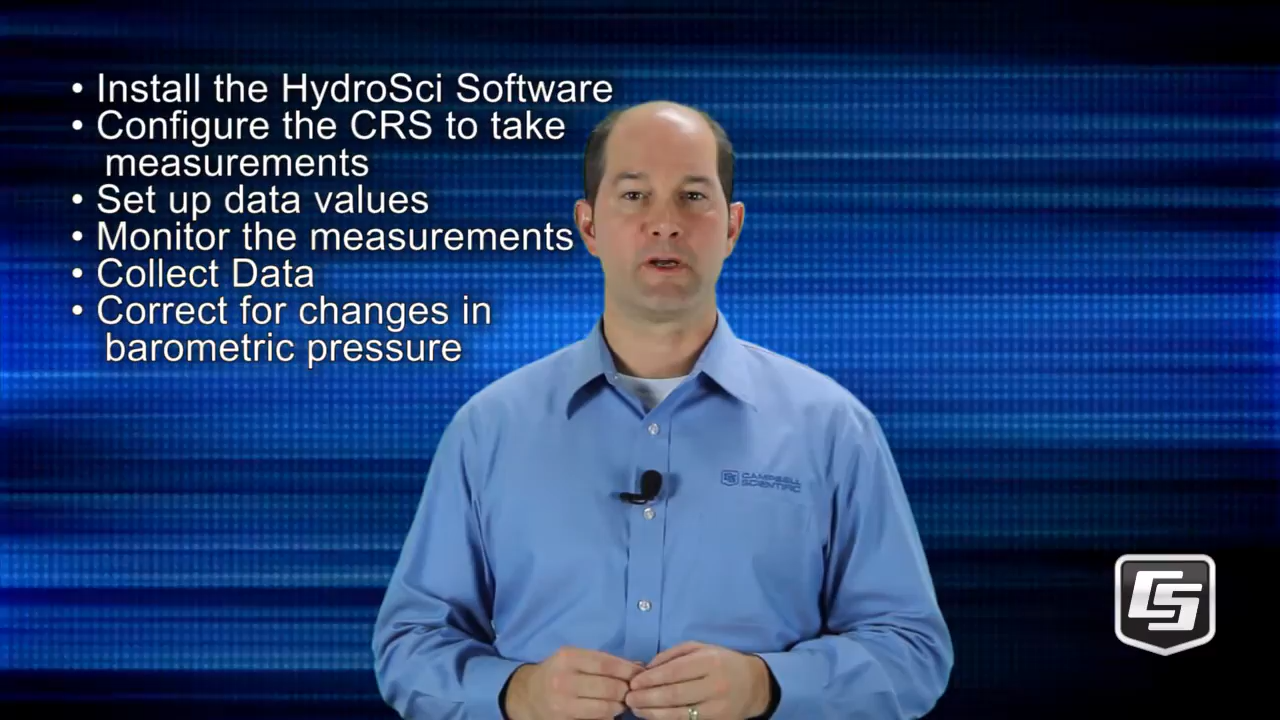 • Install the HydroSci Software
• Configure the CRS to take
measurements
• Set up data values
• Monitor the measurements
• Collect Data
• Correct for changes in
barometric pressure
CAMPBELL
SCIENTIFIC
CS